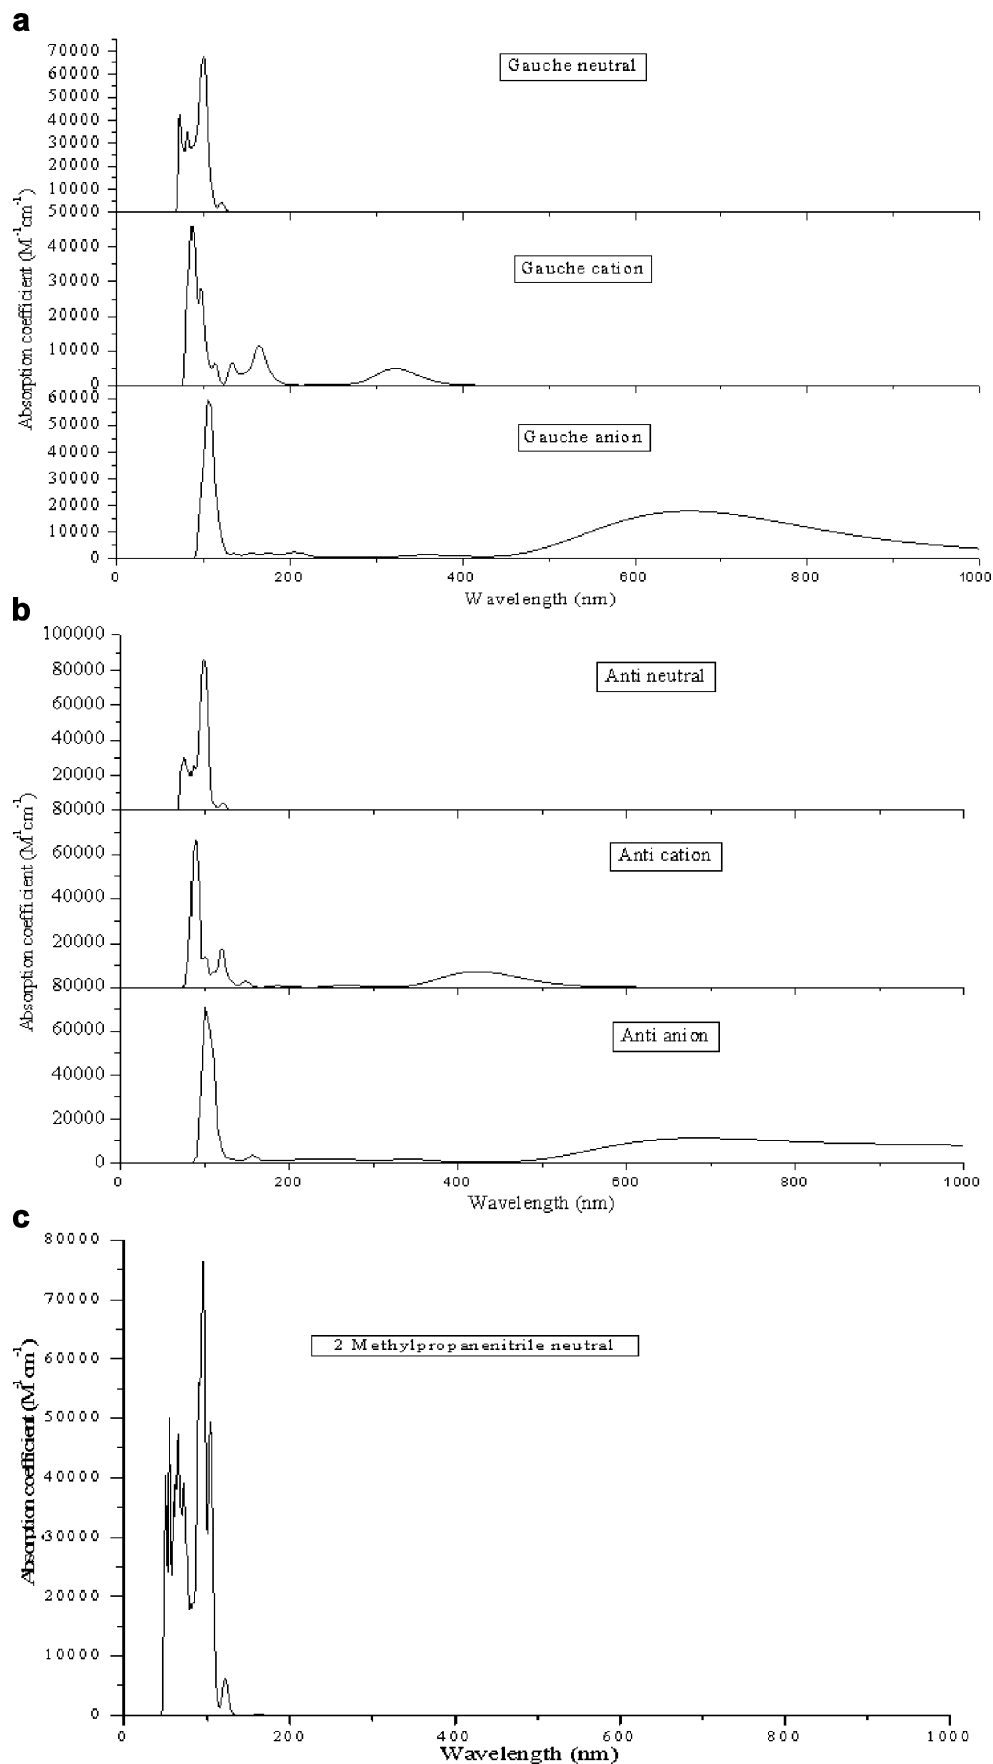 a
70000
60000
50000
40000
30000
20000
10000
50000
Gauche neutral
40000
30000
20000
10000
0
Gauche cation
60000
50000
40000
30000
20000
10000
0
Gauche anion
Absorption coefficient (M-1cm-1)
0 200 400 600 800 1000
Wavelength (nm)
b
100000
80000
60000
40000
20000
80000
Anti neutral
60000
40000
20000
80000
Anti cation
60000
40000
20000
0
Anti anion
Absorption coefficient (M-1cm-1)
0 200 400 600 800 1000
Wavelength (nm)
c
80000
70000
60000
50000
40000
30000
20000
10000
0
2 Methylpropanenitrile neutral
Absorption coefficient (M-1cm-1)
0 200 400 600 800 1000
Wavelength (nm)